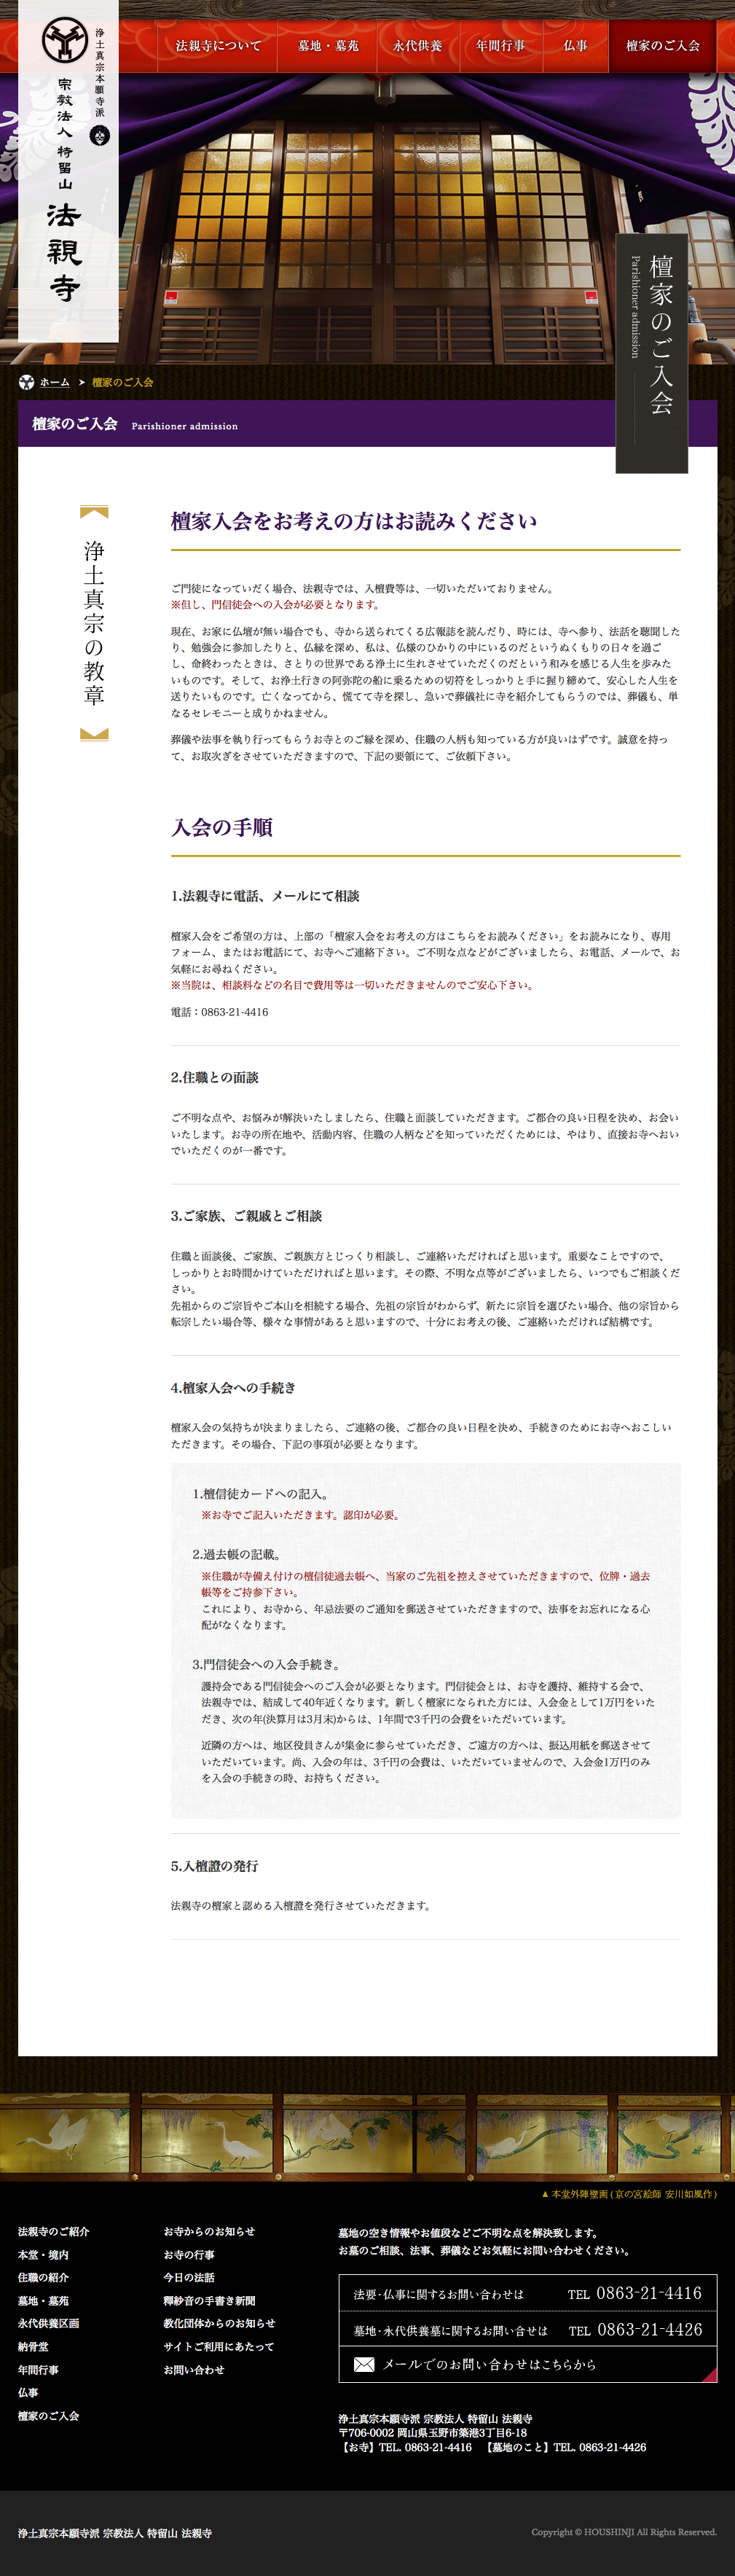 浄土真宗本願寺派
宗教法人 特留山
法親寺
法親寺について
墓地・墓苑
永代供養
年間行事
仏事
檀家のご入会
檀家のご入会
Parishioner admission
ホーム
檀家のご入会
檀家のご入会 Parishioner admission
浄土真宗の教章
檀家入会をお考えの方はお読みください
ご門徒になっていだく場合、法親寺では、入檀費等は、一切いただいておりません。
※但し、門信徒会への入会が必要となります。
現在、お家に仏壇が無い場合でも、寺から送られてくる広報誌を読んだり、時には、寺へ参り、法話を聴聞した
り、勉強会に参加したりと、仏縁を深め、私は、仏様のひかりの中にいるのだというぬくもりの日々を過ご
し、命終わったときは、さとりの世界である浄土に生れさせていただくのだという和みを感じる人生を歩みた
いものです。そして、お浄土行きの阿弥陀の船に乗るための切符をしっかりと手に握り締めて、安心した人生を
送りたいものです。亡くなってから、慌てて寺を探し、急いで葬儀社に寺を紹介してもらうのでは、葬儀も、単
なるセレモニーと成りかねません。
葬儀や法事を執り行ってもらうお寺とのご縁を深め、住職の人柄も知っている方が良いはずです。誠意を持っ
て、お取次ぎをさせていただきますので、下記の要領にて、ご依頼下さい。
入会の手順
1.法親寺に電話、メールにて相談
檀家入会をご希望の方は、上部の「檀家入会をお考えの方はこちらをお読みください」をお読みになり、専用
フォーム、またはお電話にて、お寺へご連絡下さい。ご不明な点などがございましたら、お電話、メールで、お
気軽にお尋ねください。
※当院は、相談料などの名目で費用等は一切いただきませんのでご安心下さい。
電話：0863-21-4416
2.住職との面談
ご不明な点や、お悩みが解決いたしましたら、住職と面談していただきます。ご都合の良い日程を決め、お会い
いたします。お寺の所在地や、活動内容、住職の人柄などを知っていただくためには、やはり、直接お寺へおい
でいただくのが一番です。
3.ご家族、ご親戚とご相談
住職と面談後、ご家族、ご親族方とじっくり相談し、ご連絡いただければと思います。重要なことですので、
しっかりとお時間かけていただければと思います。その際、不明な点等がございましたら、いつでもご相談くだ
さい。
先祖からのご宗旨やご本山を相続する場合、先祖の宗旨がわからず、新たに宗旨を選びたい場合、他の宗旨から
転宗したい場合等、様々な事情があると思いますので、十分にお考えの後、ご連絡いただければ結構です。
4.檀家入会への手続き
檀家入会の気持ちが決まりましたら、ご連絡の後、ご都合の良い日程を決め、手続きのためにお寺へおこしい
ただきます。その場合、下記の事項が必要となります。
1.檀信徒カードへの記入。
※お寺でご記入いただきます。認印が必要。
2.過去帳の記載。
※住職が寺備え付けの檀信徒過去帳へ、当家のご先祖を控えさせていただきますので、位牌・過去
帳等をご持参下さい。
これにより、お寺から、年忌法要のご通知を郵送させていただきますので、法事をお忘れになる心
配がなくなります。
3.門信徒会への入会手続き。
護持会である門信徒会へのご入会が必要となります。門信徒会とは、お寺を護持、維持する会で、
法親寺では、結成して40年近くなります。新しく檀家になられた方には、入会金として1万円をいた
だき、次の年(決算月は3月末)からは、1年間で3千円の会費をいただいています。
近隣の方へは、地区役員さんが集金に参らせていただき、ご遠方の方へは、振込用紙を郵送させて
いただいています。尚、入会の年は、3千円の会費は、いただいていませんので、入会金1万円のみ
を入会の手続きの時、お持ちください。
5.入檀證の発行
法親寺の檀家と認める入檀證を発行させていただきます。
▲ 本堂外陣壁画 ( 京の宮絵師 安川如風作 )
法親寺のご紹介
本堂・境内
住職の紹介
墓地・墓苑
永代供養区画
納骨堂
年間行事
仏事
檀家のご入会
お寺からのお知らせ
お寺の行事
今日の法話
釋紗音の手書き新聞
教化団体からのお知らせ
サイトご利用にあたって
お問い合わせ
墓地の空き情報やお値段などご不明な点を解決致します。
お墓のご相談、法事、葬儀などお気軽にお問い合わせください。
法要・仏事に関するお問い合わせは TEL 0863-21-4416
墓地・永代供養墓に関するお問い合せは TEL 0863-21-4426
メールでのお問い合わせはこちらから
浄土真宗本願寺派 宗教法人 特留山 法親寺
〒706-0002 岡山県玉野市築港3丁目6-18
【お寺】TEL. 0863-21-4416 【墓地のこと】TEL. 0863-21-4426
浄土真宗本願寺派 宗教法人 特留山 法親寺
Copyright © HOUSHINJI All Rights Reserved.